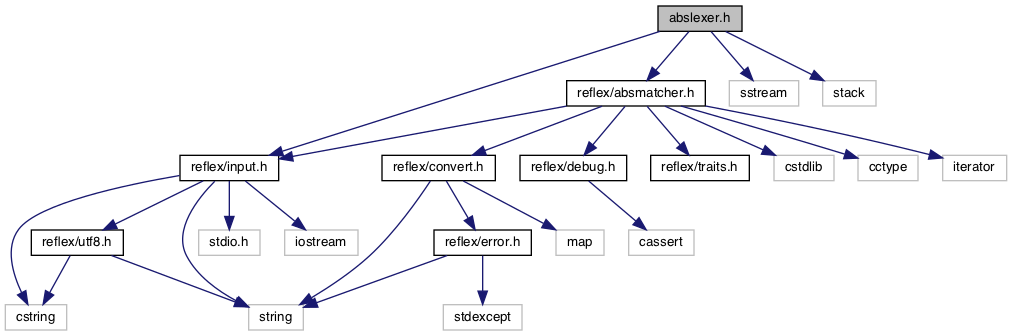 abslexer.h
reflex/absmatcher.h
sstream
stack
reflex/input.h
reflex/convert.h
reflex/debug.h
reflex/traits.h
cstdlib
cctype
iterator
reflex/utf8.h
stdio.h
iostream
reflex/error.h
map
cassert
cstring
string
stdexcept